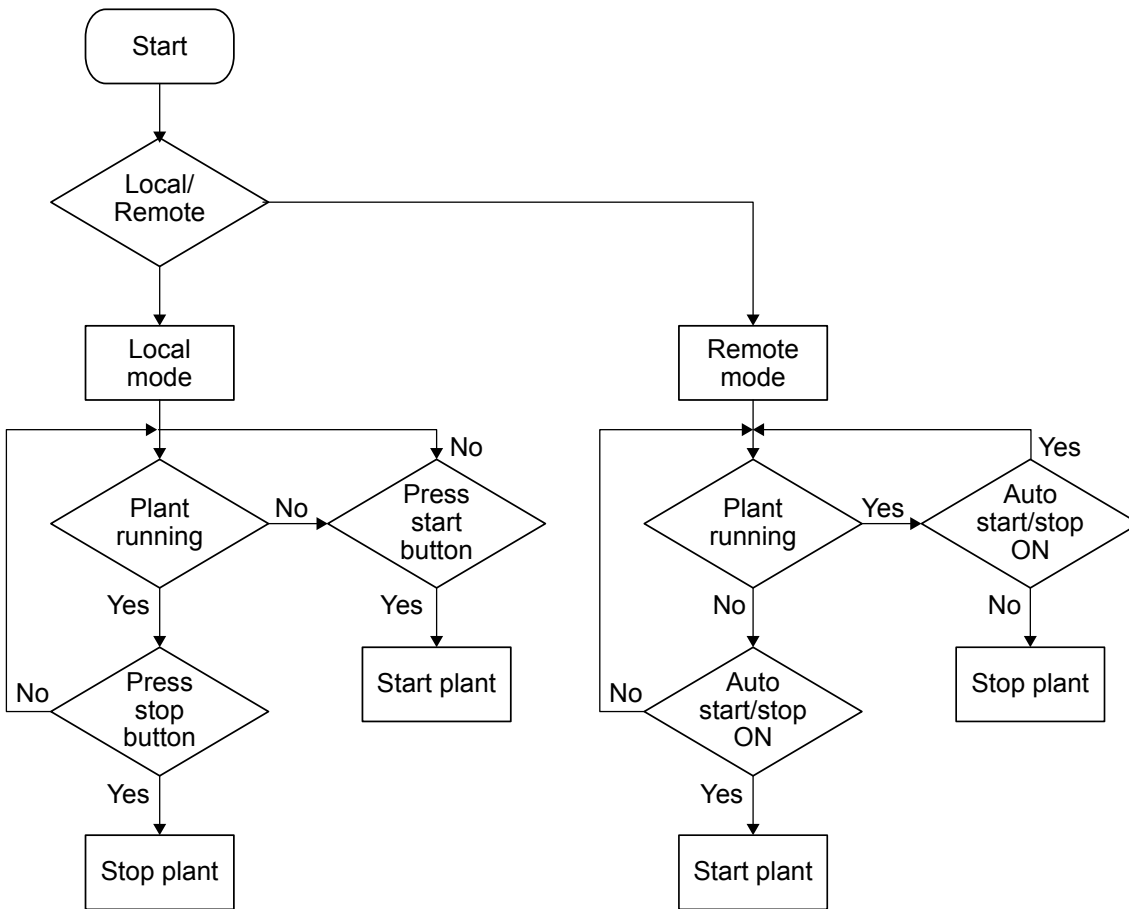 Start
Local/
Remote
Local
mode
Remote
mode
No
Yes
Plant
running
No
Press
start
button
Plant
running
Yes
Auto
start/stop
ON
Yes
Yes
No
No
No
Press
stop
button
Start plant
No
Auto
start/stop
ON
Stop plant
Yes
Yes
Stop plant
Start plant